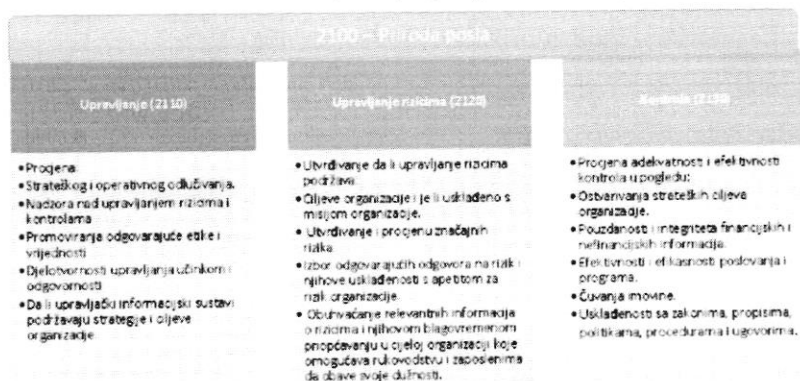 2100 – Priroda posla
Upravljanje (2110)
• Procjena:
• Strateškog i operativnog odlučivanja.
• Nadzora nad upravljanjem rizicima i
kontrolama
• Promoviranja odgovarajuće etike i
vrijednosti
• Djelotvornosti upravljanja učinkom i
odgovornosti
• Da li upravljački informacijski sustavi
podržavaju strategije i ciljeve
organizacije
Upravljanje rizicima (2120)
• Utvrđivanje da li upravljanje rizicima
podržava:
• Ciljeve organizacije i je li usklađeno s
misijom organizacije.
• Utvrđivanje i procjenu značajnih
rizika
• Izbor odgovarajućih odgovora na rizik i
njihove usklađenosti s apetitom za
rizik organizacije.
• Obuhvaćanje relevantnih informacija
o rizicima i njihovom blagovremenom
priopćavanju u cijeloj organizaciji koje
omogućava rukovodstvu i zaposlenima
da obave svoje dužnosti.
Kontrola (2130)
• Procjena adekvatnosti i efektivnosti
kontrola u pogledu:
• Ostvarivanja strateških ciljeva
organizacije.
• Pouzdanosti i integriteta financijskih i
nefinancijskih informacija.
• Efektivnosti i efikasnosti poslovanja i
programa.
• Čuvanja imovine.
• Usklađenosti sa zakonima, propisima,
politikama, procedurama i ugovorima.